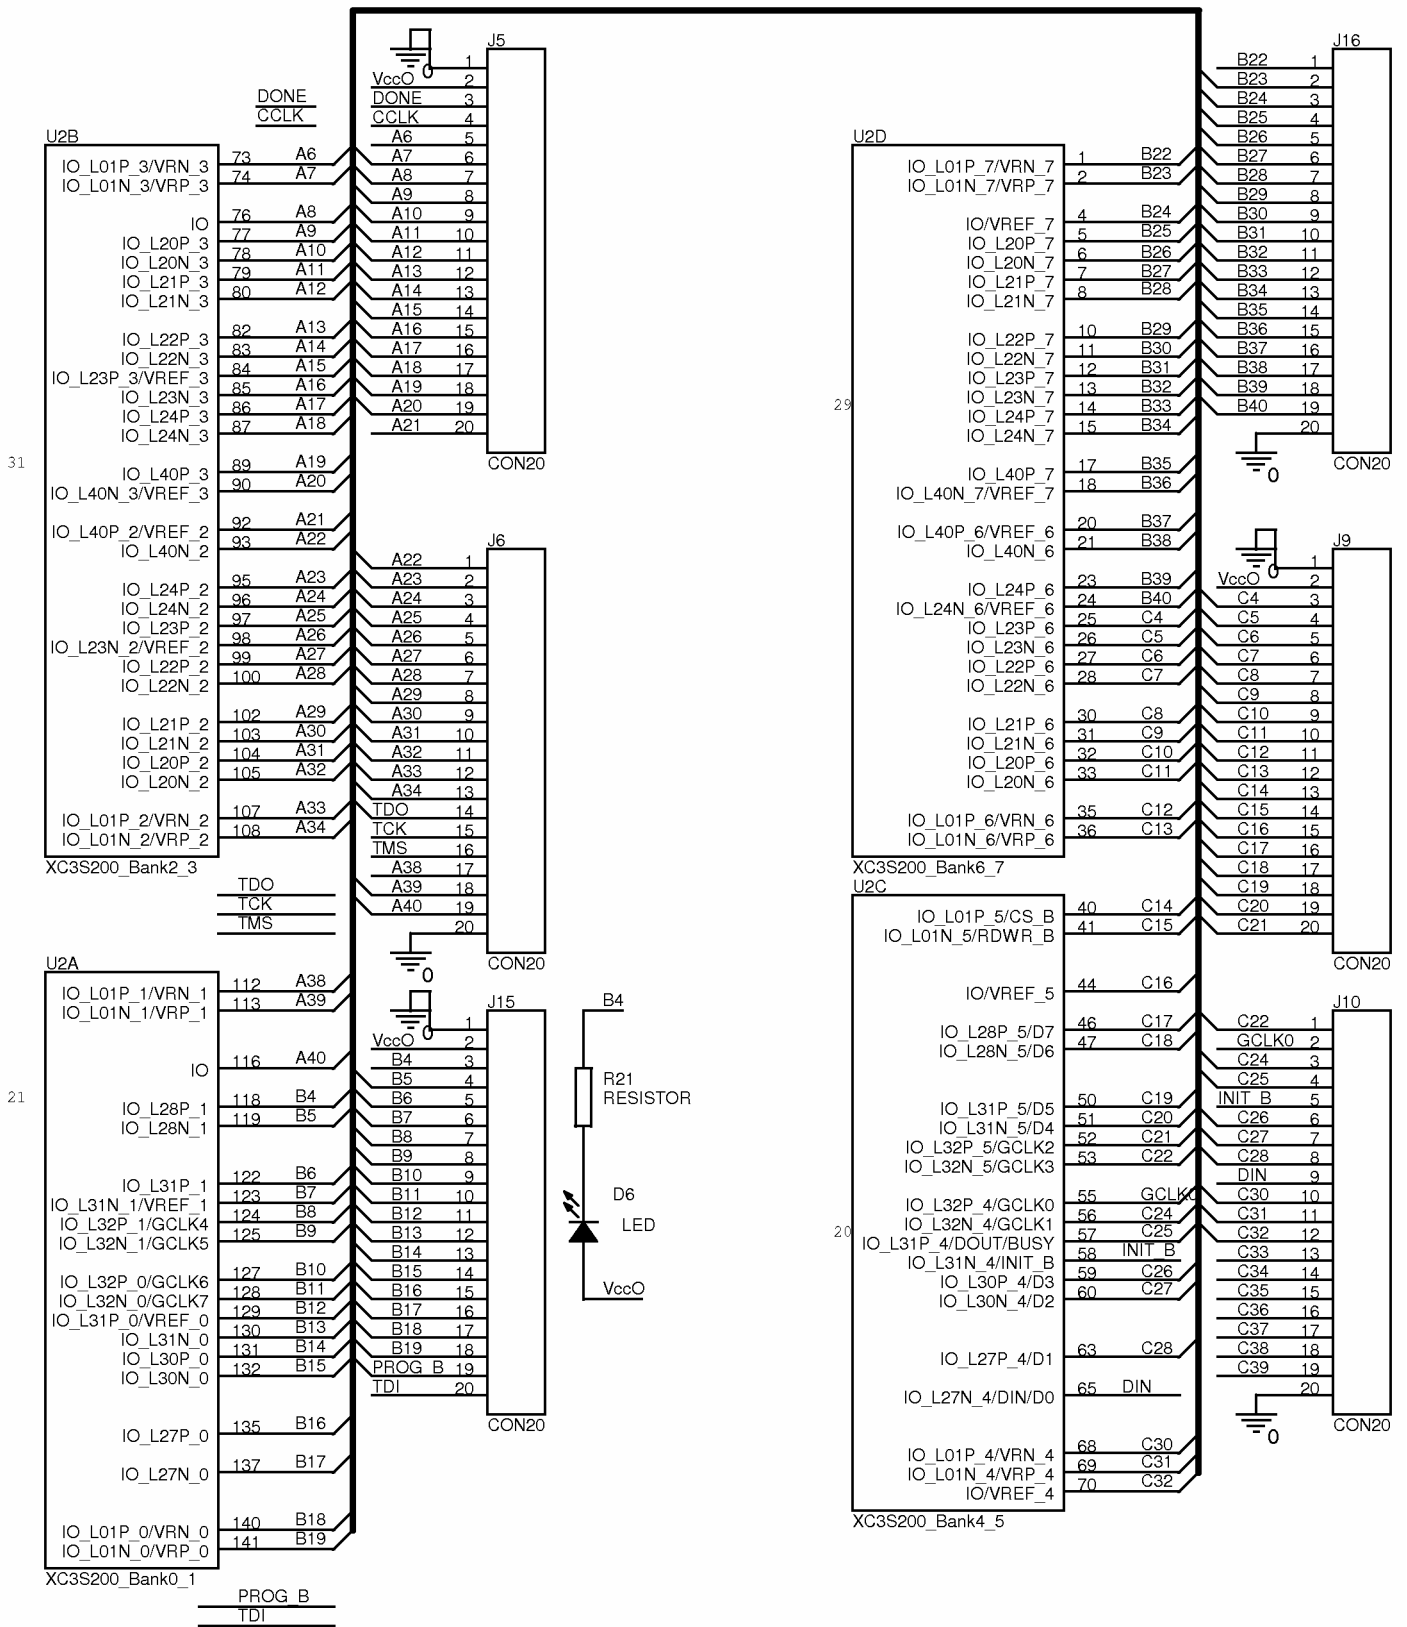 U2B
DONE
CCLK
IO_L01P_3/VRN_3 73 A6
IO_L01N_3/VRP_3 74 A7
IO 76 A8
IO_L20P_3 77 A9
IO_L20N_3 78 A10
IO_L21P_3 79 A11
IO_L21N_3 80 A12
IO_L22P_3 82 A13
IO_L22N_3 83 A14
IO_L23P_3/VREF_3 84 A15
IO_L23N_3 85 A16
IO_L24P_3 86 A17
IO_L24N_3 87 A18
31
IO_L40P_3 89 A19
IO_L40N_3/VREF_3 90 A20
IO_L40P_2/VREF_2 92 A21
IO_L40N_2 93 A22
IO_L24P_2 95 A23
IO_L24N_2 96 A24
IO_L23P_2 97 A25
IO_L23N_2/VREF_2 98 A26
IO_L22P_2 99 A27
IO_L22N_2 100 A28
IO_L21P_2 102 A29
IO_L21N_2 103 A30
IO_L20P_2 104 A31
IO_L20N_2 105 A32
IO_L01P_2/VRN_2 107 A33
IO_L01N_2/VRP_2 108 A34
XC3S200_Bank2_3
TDO
TCK
TMS
U2A
IO_L01P_1/VRN_1 112 A38
IO_L01N_1/VRP_1 113 A39
IO 116 A40
21
IO_L28P_1 118 B4
IO_L28N_1 119 B5
IO_L31P_1 122 B6
IO_L31N_1/VREF_1 123 B7
IO_L32P_1/GCLK4 124 B8
IO_L32N_1/GCLK5 125 B9
IO_L32P_0/GCLK6 127 B10
IO_L32N_0/GCLK7 128 B11
IO_L31P_0/VREF_0 129 B12
IO_L31N_0 130 B13
IO_L30P_0 131 B14
IO_L30N_0 132 B15
IO_L27P_0 135 B16
IO_L27N_0 137 B17
IO_L01P_0/VRN_0 140 B18
IO_L01N_0/VRP_0 141 B19
XC3S200_Bank0_1
PROG_B
TDI
J5
0 1
VccO 2
DONE 3
CCLK 4
A6 5
A7 6
A8 7
A9 8
A10 9
A11 10
A12 11
A13 12
A14 13
A15 14
A16 15
A17 16
A18 17
A19 18
A20 19
A21 20
CON20
J6
A22 1
A23 2
A24 3
A25 4
A26 5
A27 6
A28 7
A29 8
A30 9
A31 10
A32 11
A33 12
A34 13
TDO 14
TCK 15
TMS 16
A38 17
A39 18
A40 19
20
0
CON20
J15
0 1
VccO 2
B4 3
B5 4
B6 5
B7 6
B8 7
B9 8
B10 9
B11 10
B12 11
B13 12
B14 13
B15 14
B16 15
B17 16
B18 17
B19 18
PROG_B 19
TDI 20
CON20
B4
R21
RESISTOR
D6
LED
VccO
U2D
IO_L01P_7/VRN_7 1 B22
IO_L01N_7/VRP_7 2 B23
IO/VREF_7 4 B24
IO_L20P_7 5 B25
IO_L20N_7 6 B26
IO_L21P_7 7 B27
IO_L21N_7 8 B28
IO_L22P_7 10 B29
IO_L22N_7 11 B30
IO_L23P_7 12 B31
IO_L23N_7 13 B32
29
IO_L24P_7 14 B33
IO_L24N_7 15 B34
IO_L40P_7 17 B35
IO_L40N_7/VREF_7 18 B36
IO_L40P_6/VREF_6 20 B37
IO_L40N_6 21 B38
IO_L24P_6 23 B39
IO_L24N_6/VREF_6 24 B40
IO_L23P_6 25 C4
IO_L23N_6 26 C5
IO_L22P_6 27 C6
IO_L22N_6 28 C7
IO_L21P_6 30 C8
IO_L21N_6 31 C9
IO_L20P_6 32 C10
IO_L20N_6 33 C11
IO_L01P_6/VRN_6 35 C12
IO_L01N_6/VRP_6 36 C13
XC3S200_Bank6_7
U2C
IO_L01P_5/CS_B 40 C14
IO_L01N_5/RDWR_B 41 C15
IO/VREF_5 44 C16
IO_L28P_5/D7 46 C17
IO_L28N_5/D6 47 C18
IO_L31P_5/D5 50 C19
IO_L31N_5/D4 51 C20
IO_L32P_5/GCLK2 52 C21
IO_L32N_5/GCLK3 53 C22
IO_L32P_4/GCLK0 55 GCLK0
IO_L32N_4/GCLK1 56 C24
20
IO_L31P_4/DOUT/BUSY 57 C25
IO_L31N_4/INIT_B 58 INIT_B
IO_L30P_4/D3 59 C26
IO_L30N_4/D2 60 C27
IO_L27P_4/D1 63 C28
IO_L27N_4/DIN/D0 65 DIN
IO_L01P_4/VRN_4 68 C30
IO_L01N_4/VRP_4 69 C31
IO/VREF_4 70 C32
XC3S200_Bank4_5
J16
B22 1
B23 2
B24 3
B25 4
B26 5
B27 6
B28 7
B29 8
B30 9
B31 10
B32 11
B33 12
B34 13
B35 14
B36 15
B37 16
B38 17
B39 18
B40 19
20
0
CON20
J9
0 1
VccO 2
C4 3
C5 4
C6 5
C7 6
C8 7
C9 8
C10 9
C11 10
C12 11
C13 12
C14 13
C15 14
C16 15
C17 16
C18 17
C19 18
C20 19
C21 20
CON20
J10
C22 1
GCLK0 2
C24 3
C25 4
INIT_B 5
C26 6
C27 7
C28 8
DIN 9
C30 10
C31 11
C32 12
C33 13
C34 14
C35 15
C36 16
C37 17
C38 18
C39 19
20
0
CON20